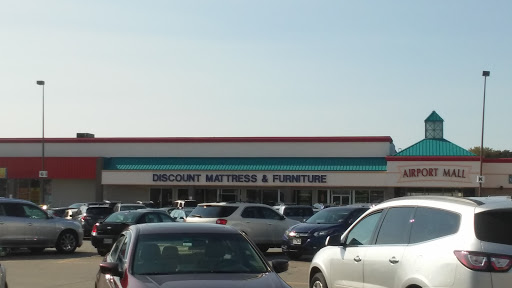 DISCOUNT MATTRESS & FURNITURE
AIRPORT MALL